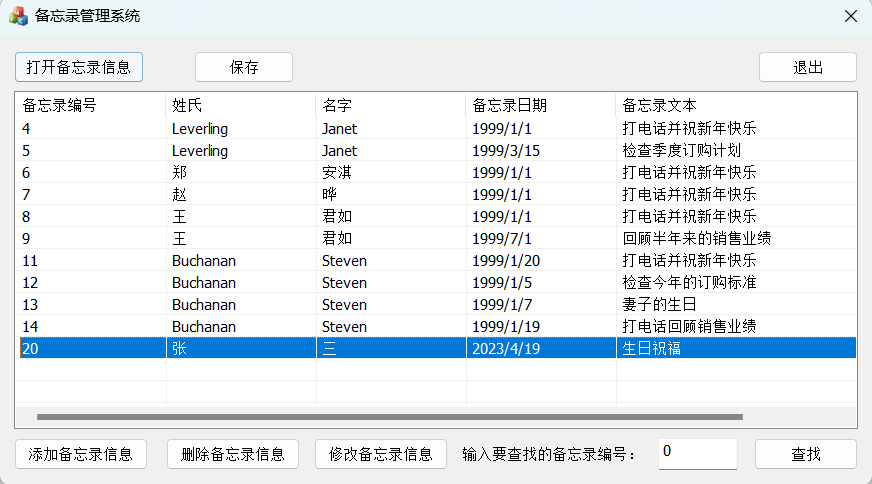 备忘录管理系统
打开备忘录信息 保存 退出
备忘录编号 姓氏 名字 备忘录日期 备忘录文本
4 Leverling Janet 1999/1/1 打电话并祝新年快乐
5 Leverling Janet 1999/3/15 检查季度订购计划
6 郑 安淇 1999/1/1 打电话并祝新年快乐
7 赵 晔 1999/1/1 打电话并祝新年快乐
8 王 君如 1999/1/1 打电话并祝新年快乐
9 王 君如 1999/7/1 回顾半年来的销售业绩
11 Buchanan Steven 1999/1/20 打电话并祝新年快乐
12 Buchanan Steven 1999/1/5 检查今年的订购标准
13 Buchanan Steven 1999/1/7 妻子的生日
14 Buchanan Steven 1999/1/19 打电话回顾销售业绩
20 张 三 2023/4/19 生日祝福
添加备忘录信息 删除备忘录信息 修改备忘录信息 输入要查找的备忘录编号： 0 查找